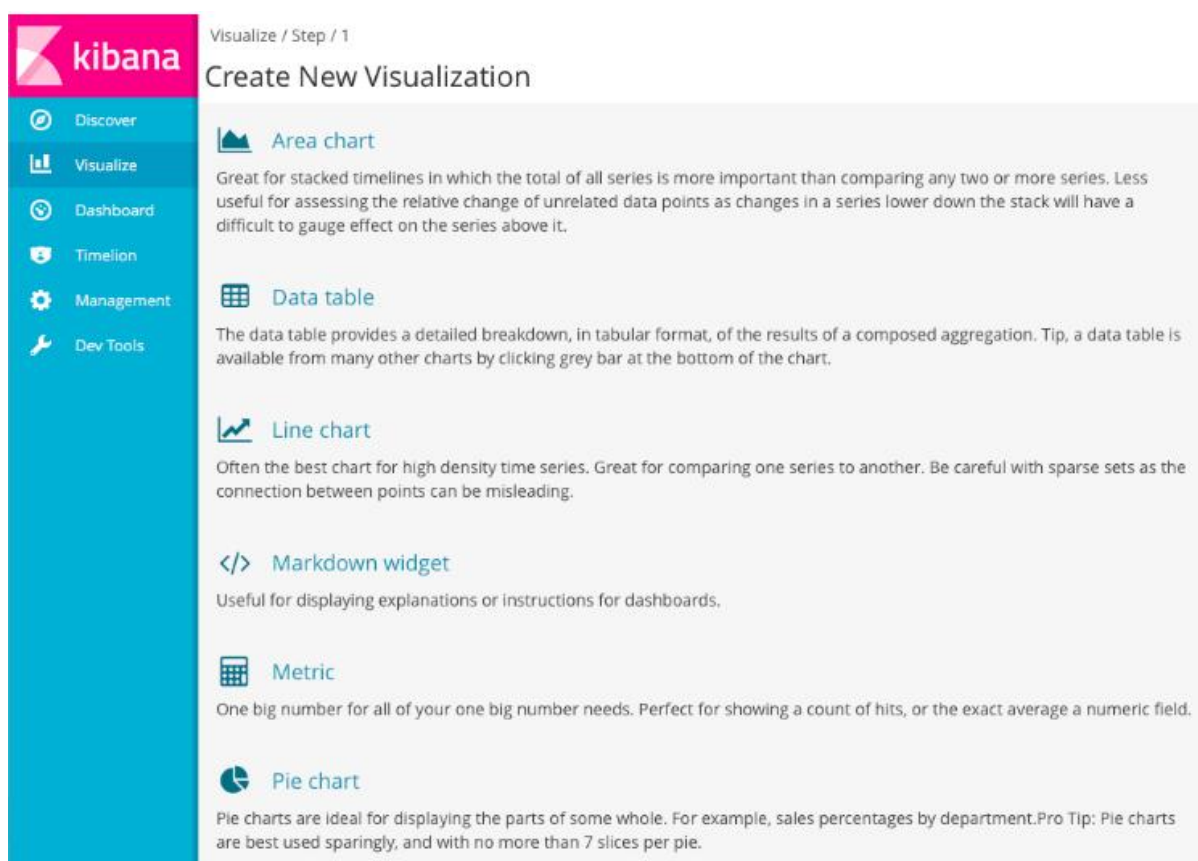 kibana
Discover
Visualize
Dashboard
Timelion
Management
Dev Tools
Visualize / Step / 1
Create New Visualization
Area chart
Great for stacked timelines in which the total of all series is more important than comparing any two or more series. Less
useful for assessing the relative change of unrelated data points as changes in a series lower down the stack will have a
difficult to gauge effect on the series above it.
Data table
The data table provides a detailed breakdown, in tabular format, of the results of a composed aggregation. Tip, a data table is
available from many other charts by clicking grey bar at the bottom of the chart.
Line chart
Often the best chart for high density time series. Great for comparing one series to another. Be careful with sparse sets as the
connection between points can be misleading.
</> Markdown widget
Useful for displaying explanations or instructions for dashboards.
Metric
One big number for all of your one big number needs. Perfect for showing a count of hits, or the exact average a numeric field.
Pie chart
Pie charts are ideal for displaying the parts of some whole. For example, sales percentages by department.Pro Tip: Pie charts
are best used sparingly, and with no more than 7 slices per pie.